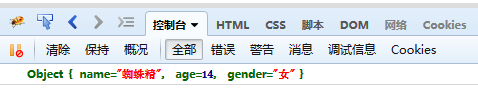 控制台 HTML CSS 脚本 DOM 网络 Cookies
清除 保持 概况 全部 错误 警告 消息 调试信息 Cookies
Object { name="蜘蛛精", age=14, gender="女" }